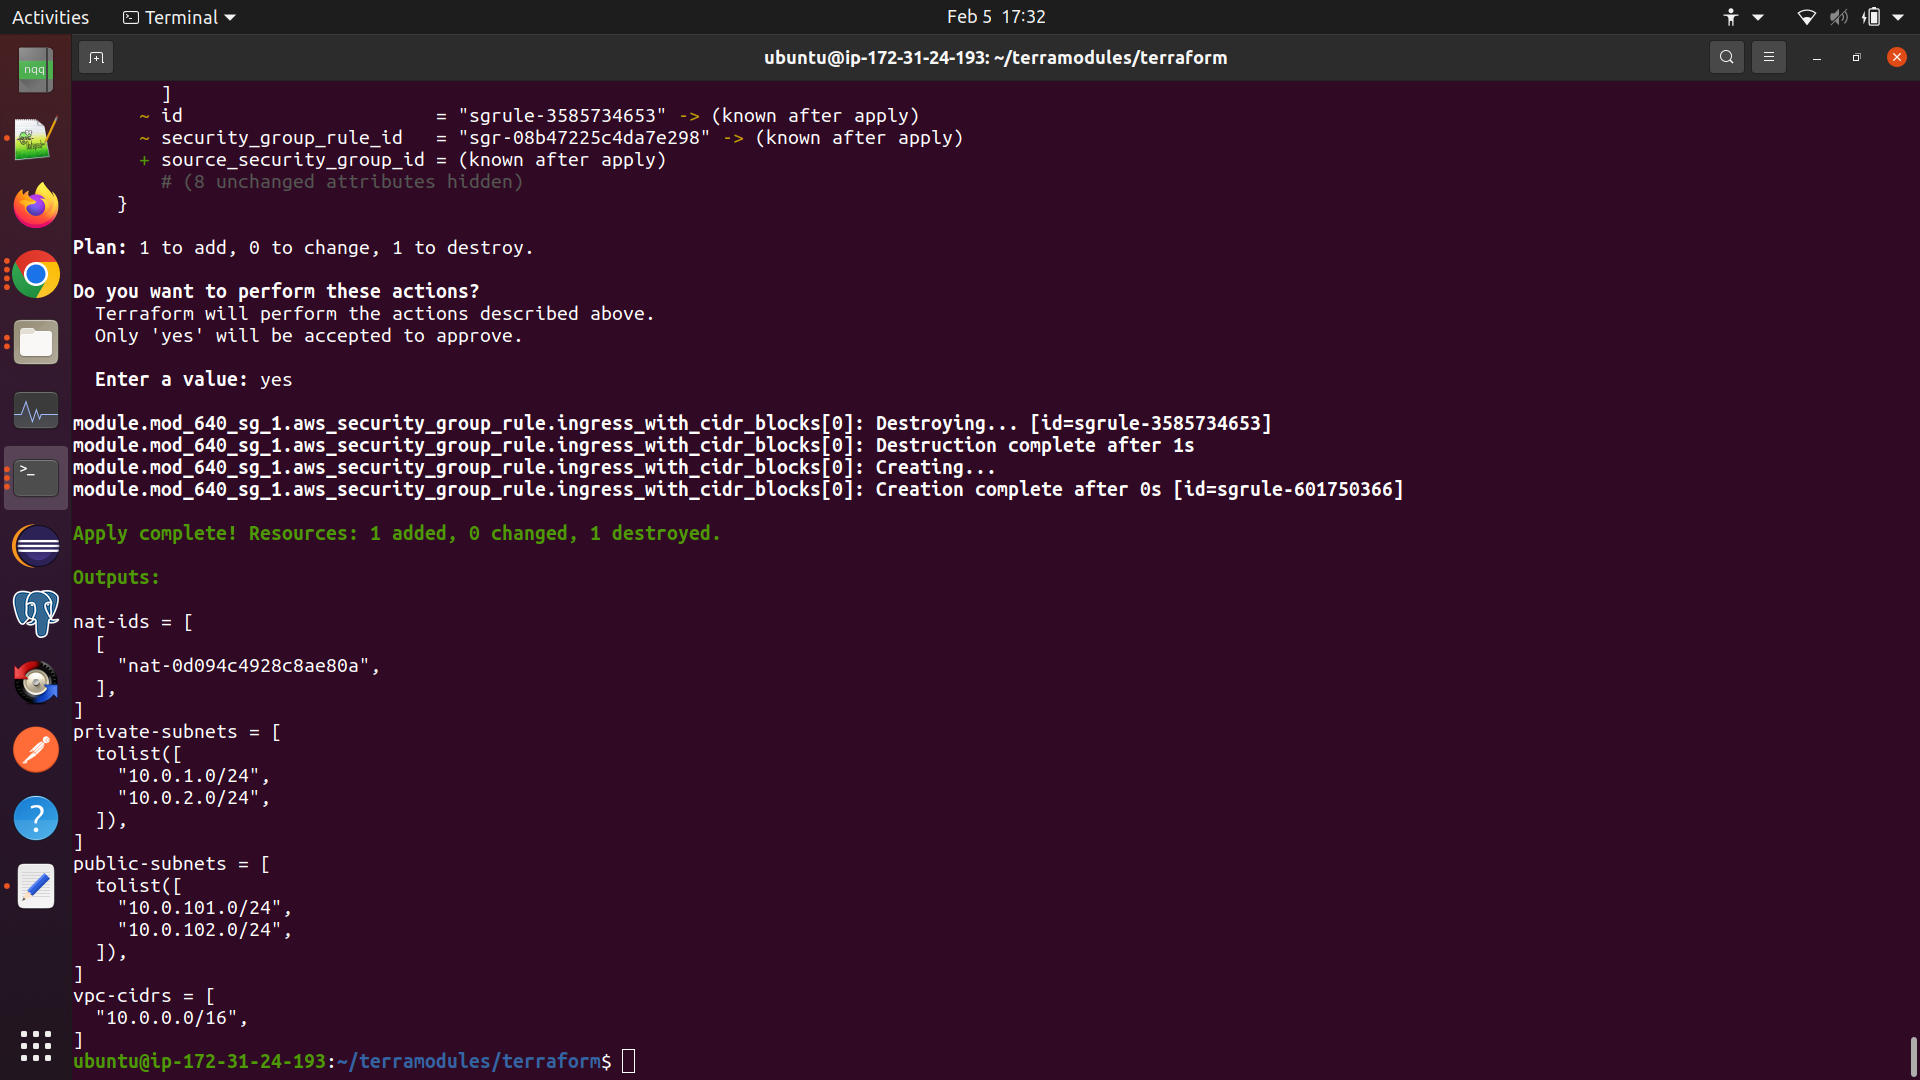 Activities
Terminal
Feb 5 17:32
ubuntu@ip-172-31-24-193: ~/terramodules/terraform
nqq
        ]
      ~ id                       = "sgrule-3585734653" -> (known after apply)
      ~ security_group_rule_id   = "sgr-08b47225c4da7e298" -> (known after apply)
      + source_security_group_id = (known after apply)
        # (8 unchanged attributes hidden)
    }
Plan: 1 to add, 0 to change, 1 to destroy.
Do you want to perform these actions?
  Terraform will perform the actions described above.
  Only 'yes' will be accepted to approve.
  Enter a value: yes
module.mod_640_sg_1.aws_security_group_rule.ingress_with_cidr_blocks[0]: Destroying... [id=sgrule-3585734653]
module.mod_640_sg_1.aws_security_group_rule.ingress_with_cidr_blocks[0]: Destruction complete after 1s
module.mod_640_sg_1.aws_security_group_rule.ingress_with_cidr_blocks[0]: Creating...
module.mod_640_sg_1.aws_security_group_rule.ingress_with_cidr_blocks[0]: Creation complete after 0s [id=sgrule-601750366]
Apply complete! Resources: 1 added, 0 changed, 1 destroyed.
Outputs:
nat-ids = [
  [
    "nat-0d094c4928c8ae80a",
  ],
]
private-subnets = [
  tolist([
    "10.0.1.0/24",
    "10.0.2.0/24",
  ]),
]
public-subnets = [
  tolist([
    "10.0.101.0/24",
    "10.0.102.0/24",
  ]),
]
vpc-cidrs = [
  "10.0.0.0/16",
]
ubuntu@ip-172-31-24-193:~/terramodules/terraform$